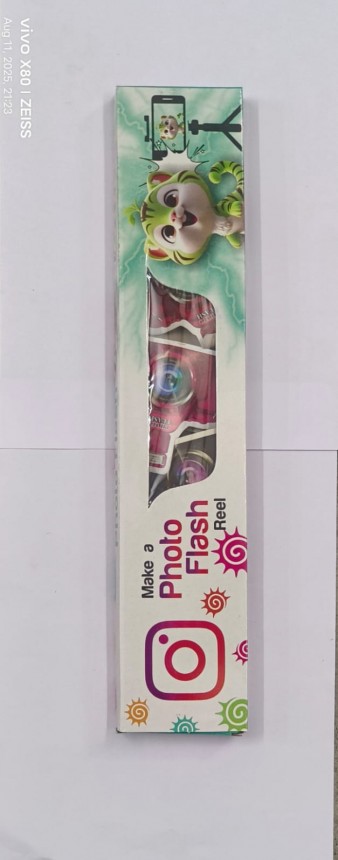 vivo X80 | ZEISS
Aug 11, 2025, 21:23
Make a
Photo
Flash
Reel